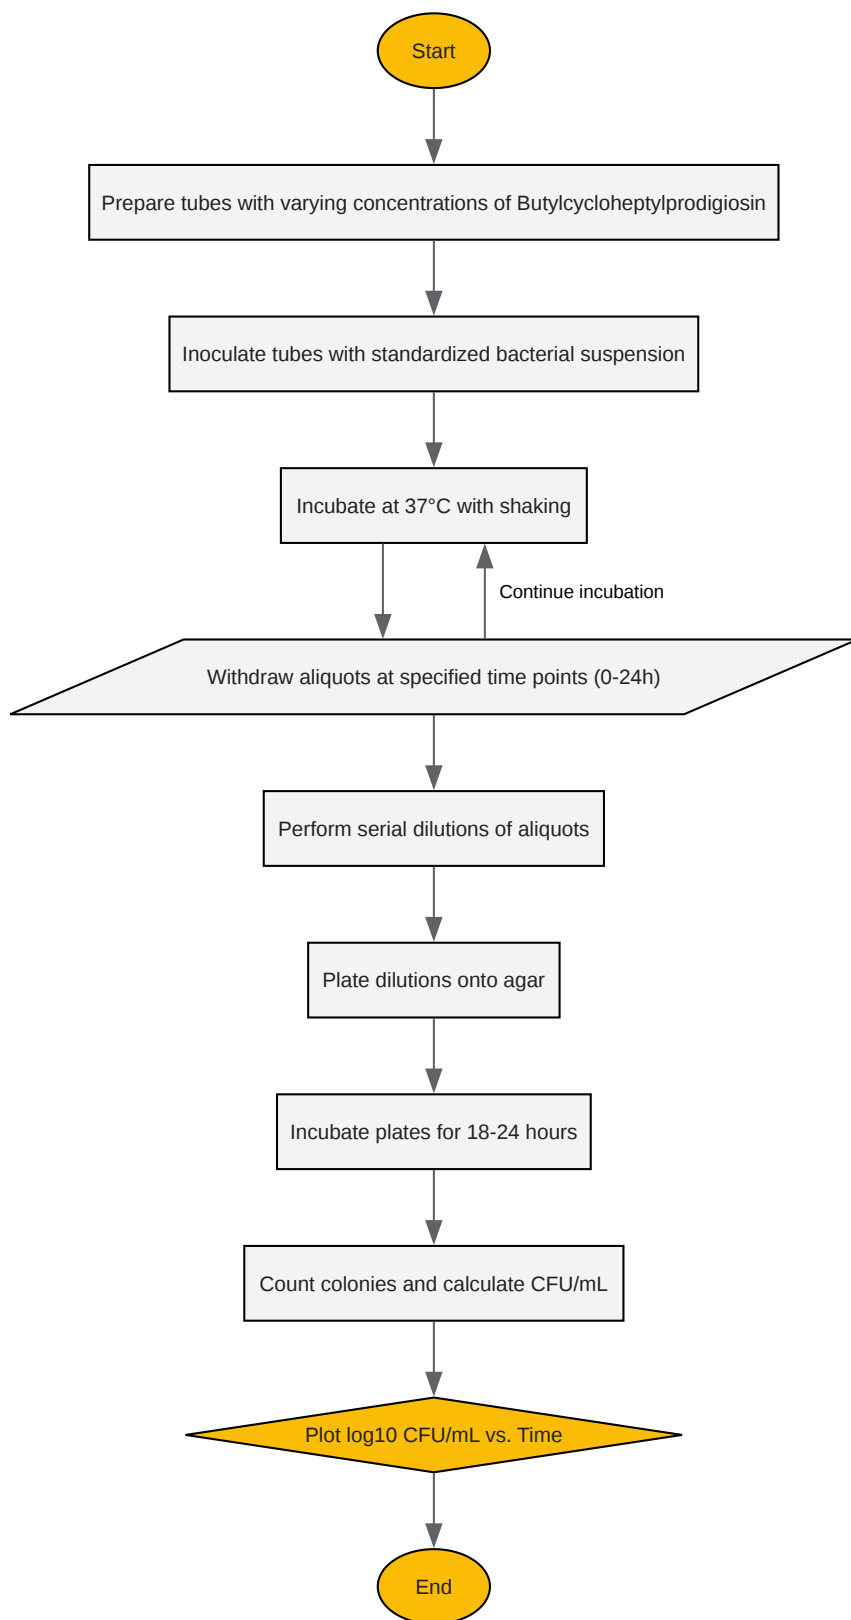 Start
Prepare tubes with varying concentrations of Butylcycloheptylprodigiosin
Inoculate tubes with standardized bacterial suspension
Incubate at 37°C with shaking
Continue incubation
Withdraw aliquots at specified time points (0-24h)
Perform serial dilutions of aliquots
Plate dilutions onto agar
Incubate plates for 18-24 hours
Count colonies and calculate CFU/mL
Plot log10 CFU/mL vs. Time
End